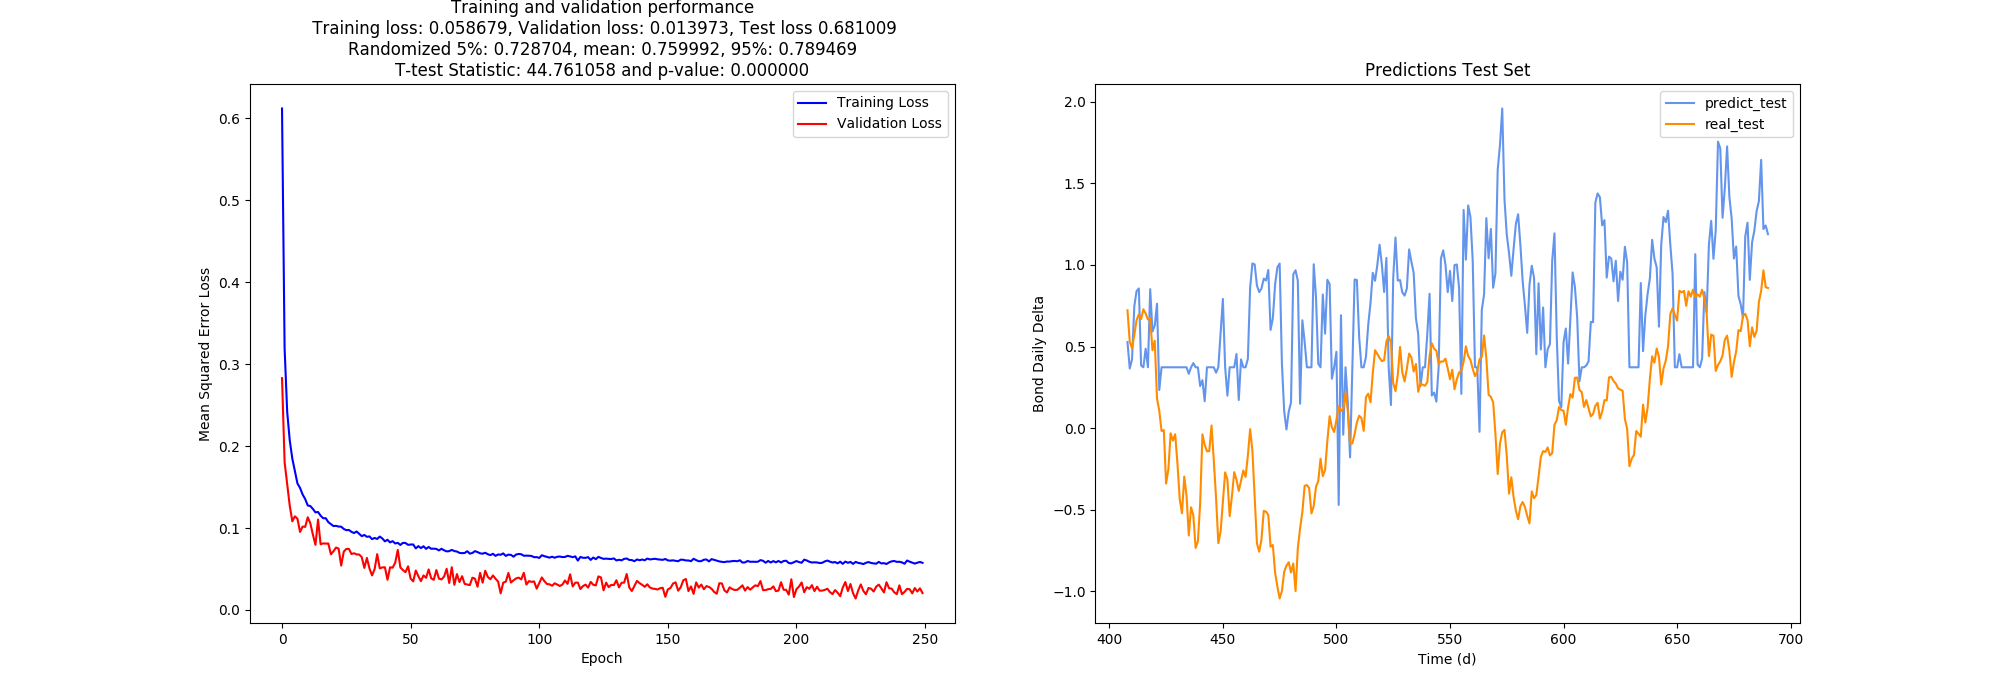 Training and validation performance
Training loss: 0.058679, Validation loss: 0.013973, Test loss 0.681009
Randomized 5%: 0.728704, mean: 0.759992, 95%: 0.789469
T-test Statistic: 44.761058 and p-value: 0.000000
Training Loss
Validation Loss
0.6
0.5
0.4
0.3
0.2
0.1
0.0
Mean Squared Error Loss
0
50
100
150
200
250
Epoch
Predictions Test Set
predict_test
real_test
2.0
1.5
1.0
0.5
0.0
−0.5
−1.0
Bond Daily Delta
400
450
500
550
600
650
700
Time (d)